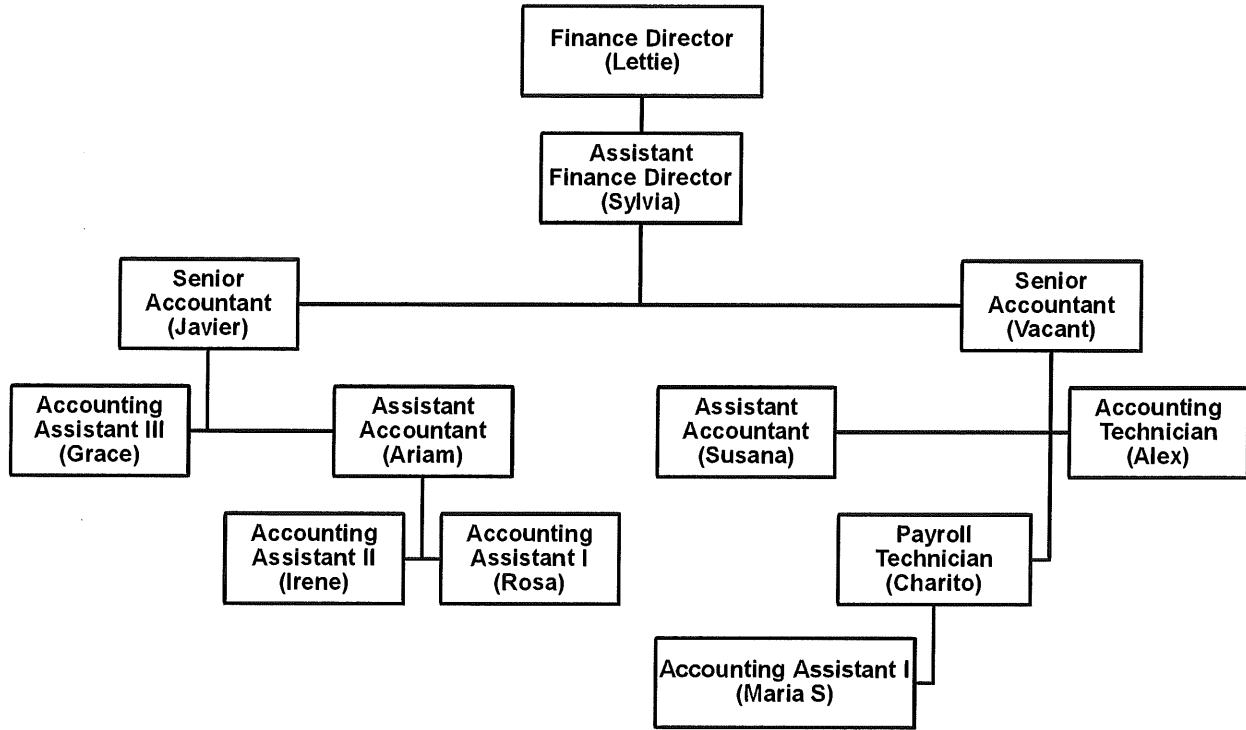 Finance Director
(Lettie)
Assistant
Finance Director
(Sylvia)
Senior
Accountant
(Javier)
Senior
Accountant
(Vacant)
Accounting
Assistant III
(Grace)
Assistant
Accountant
(Ariam)
Assistant
Accountant
(Susana)
Accounting
Technician
(Alex)
Accounting
Assistant II
(Irene)
Accounting
Assistant I
(Rosa)
Payroll
Technician
(Charito)
Accounting Assistant I
(Maria S)